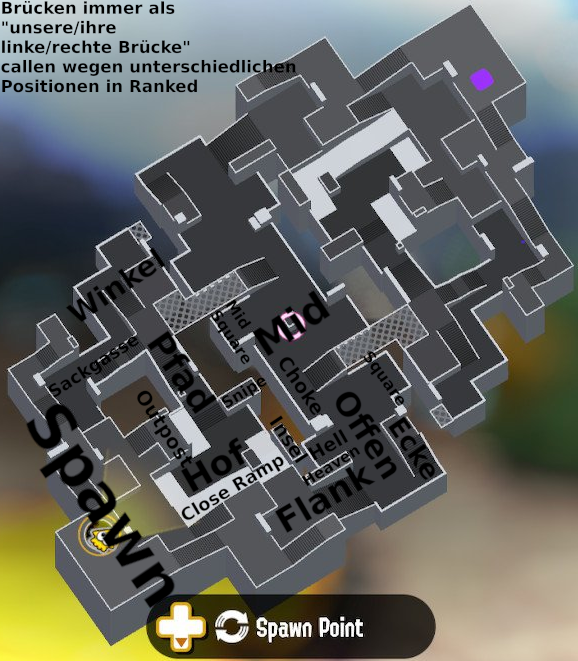 Brücken immer als
"unsere/ihre
linke/rechte Brücke"
callen wegen unterschiedlichen
Positionen in Ranked
Winkel
Mid
Square
Mid
Sackgasse
Pfad
Choke
Square
Snipe
Outpost
Offen
Ecke
Spawn
Insel
Hell
Heaven
Hof
Close Ramp
Flank
Spawn Point